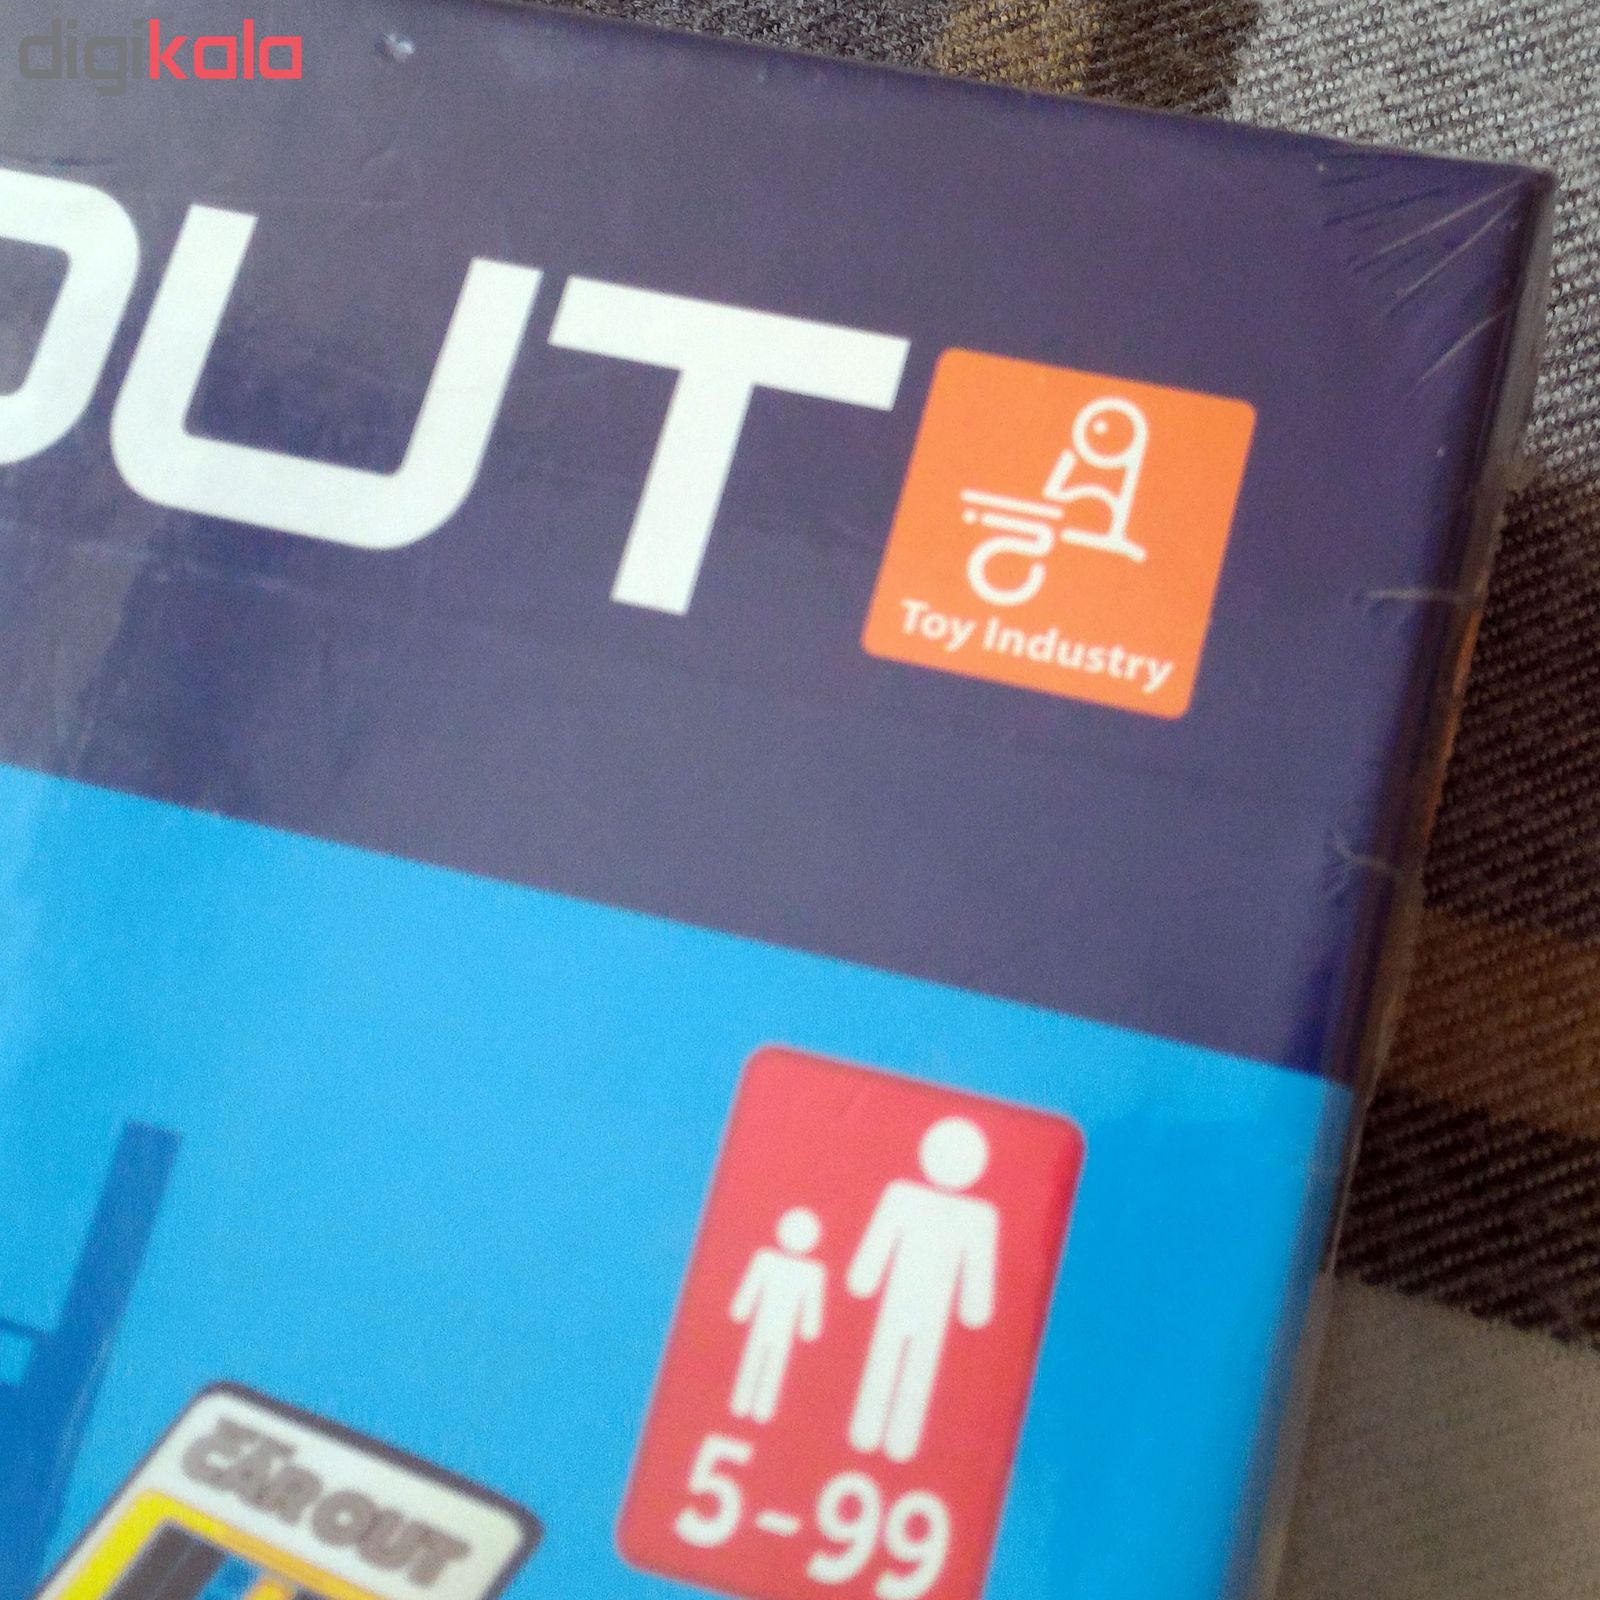 digikala
OUT
Toy Industry
5-99
CAR OUT